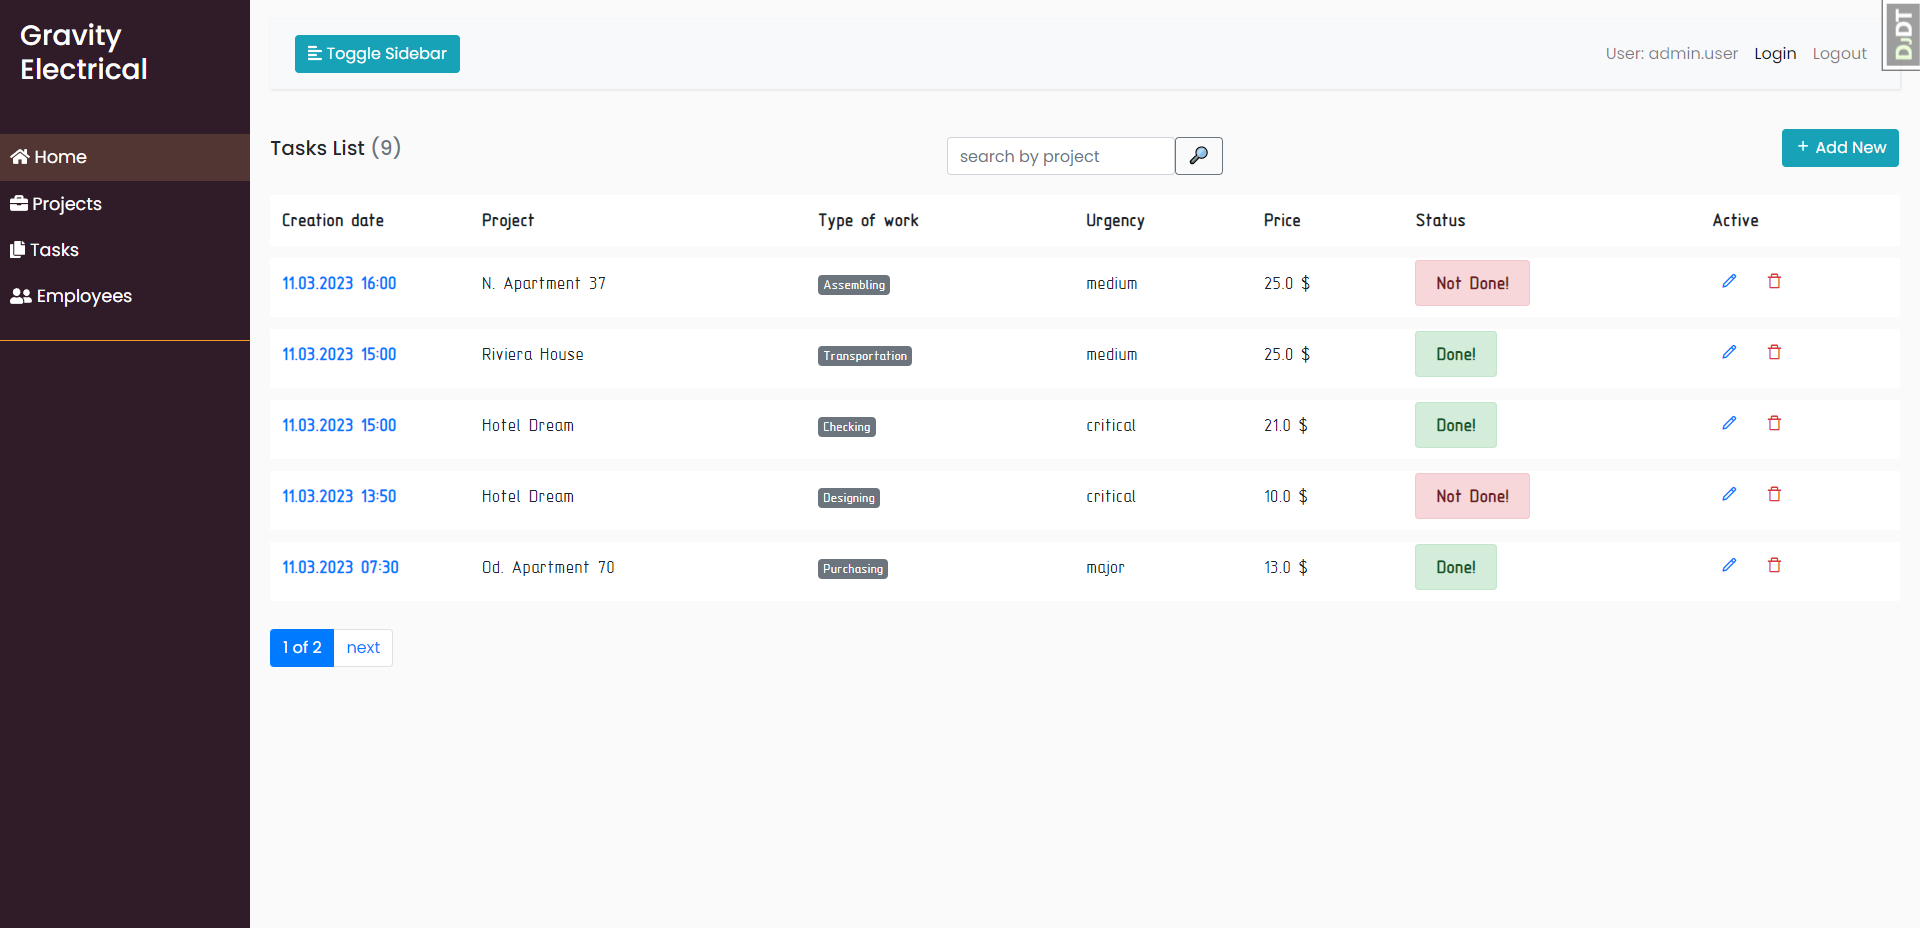 Gravity
Electrical
Home
Projects
Tasks
Employees
Toggle Sidebar
User: admin.user Login Logout
DJDT
Tasks List (9)
search by project
+ Add New
Creation date Project Type of work Urgency Price Status Active
11.03.2023 16:00 N. Apartment 37 Assembling medium 25.0 $ Not Done!
11.03.2023 15:00 Riviera House Transportation medium 25.0 $ Done!
11.03.2023 15:00 Hotel Dream Checking critical 21.0 $ Done!
11.03.2023 13:50 Hotel Dream Designing critical 10.0 $ Not Done!
11.03.2023 07:30 Od. Apartment 70 Purchasing major 13.0 $ Done!
1 of 2 next